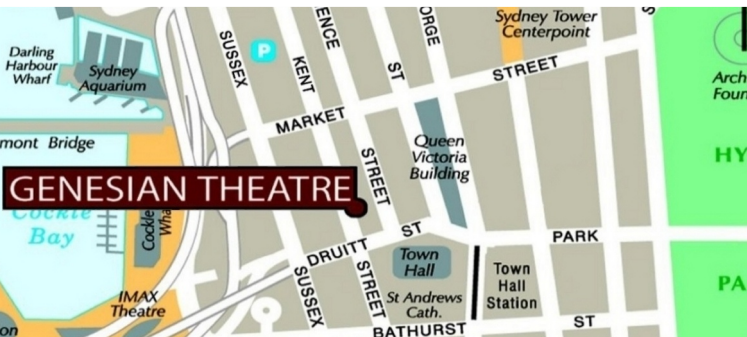 Sydney Tower
Centerpoint
Darling
Harbour
Wharf
Sydney
Aquarium
SUSSEX
P
KENT
ENCE
ST
ORGE
STREET
MARKET
Arch
Foun
mont Bridge
Queen
Victoria
Building
STREET
HY
GENESIAN THEATRE
Cockle
Bay
Cockle
Wha
DRUITT
ST
PARK
Town
Hall
Town
Hall
Station
SUSSEX
STREET
St Andrews
Cath.
PA
IMAX
Theatre
on
BATHURST
ST